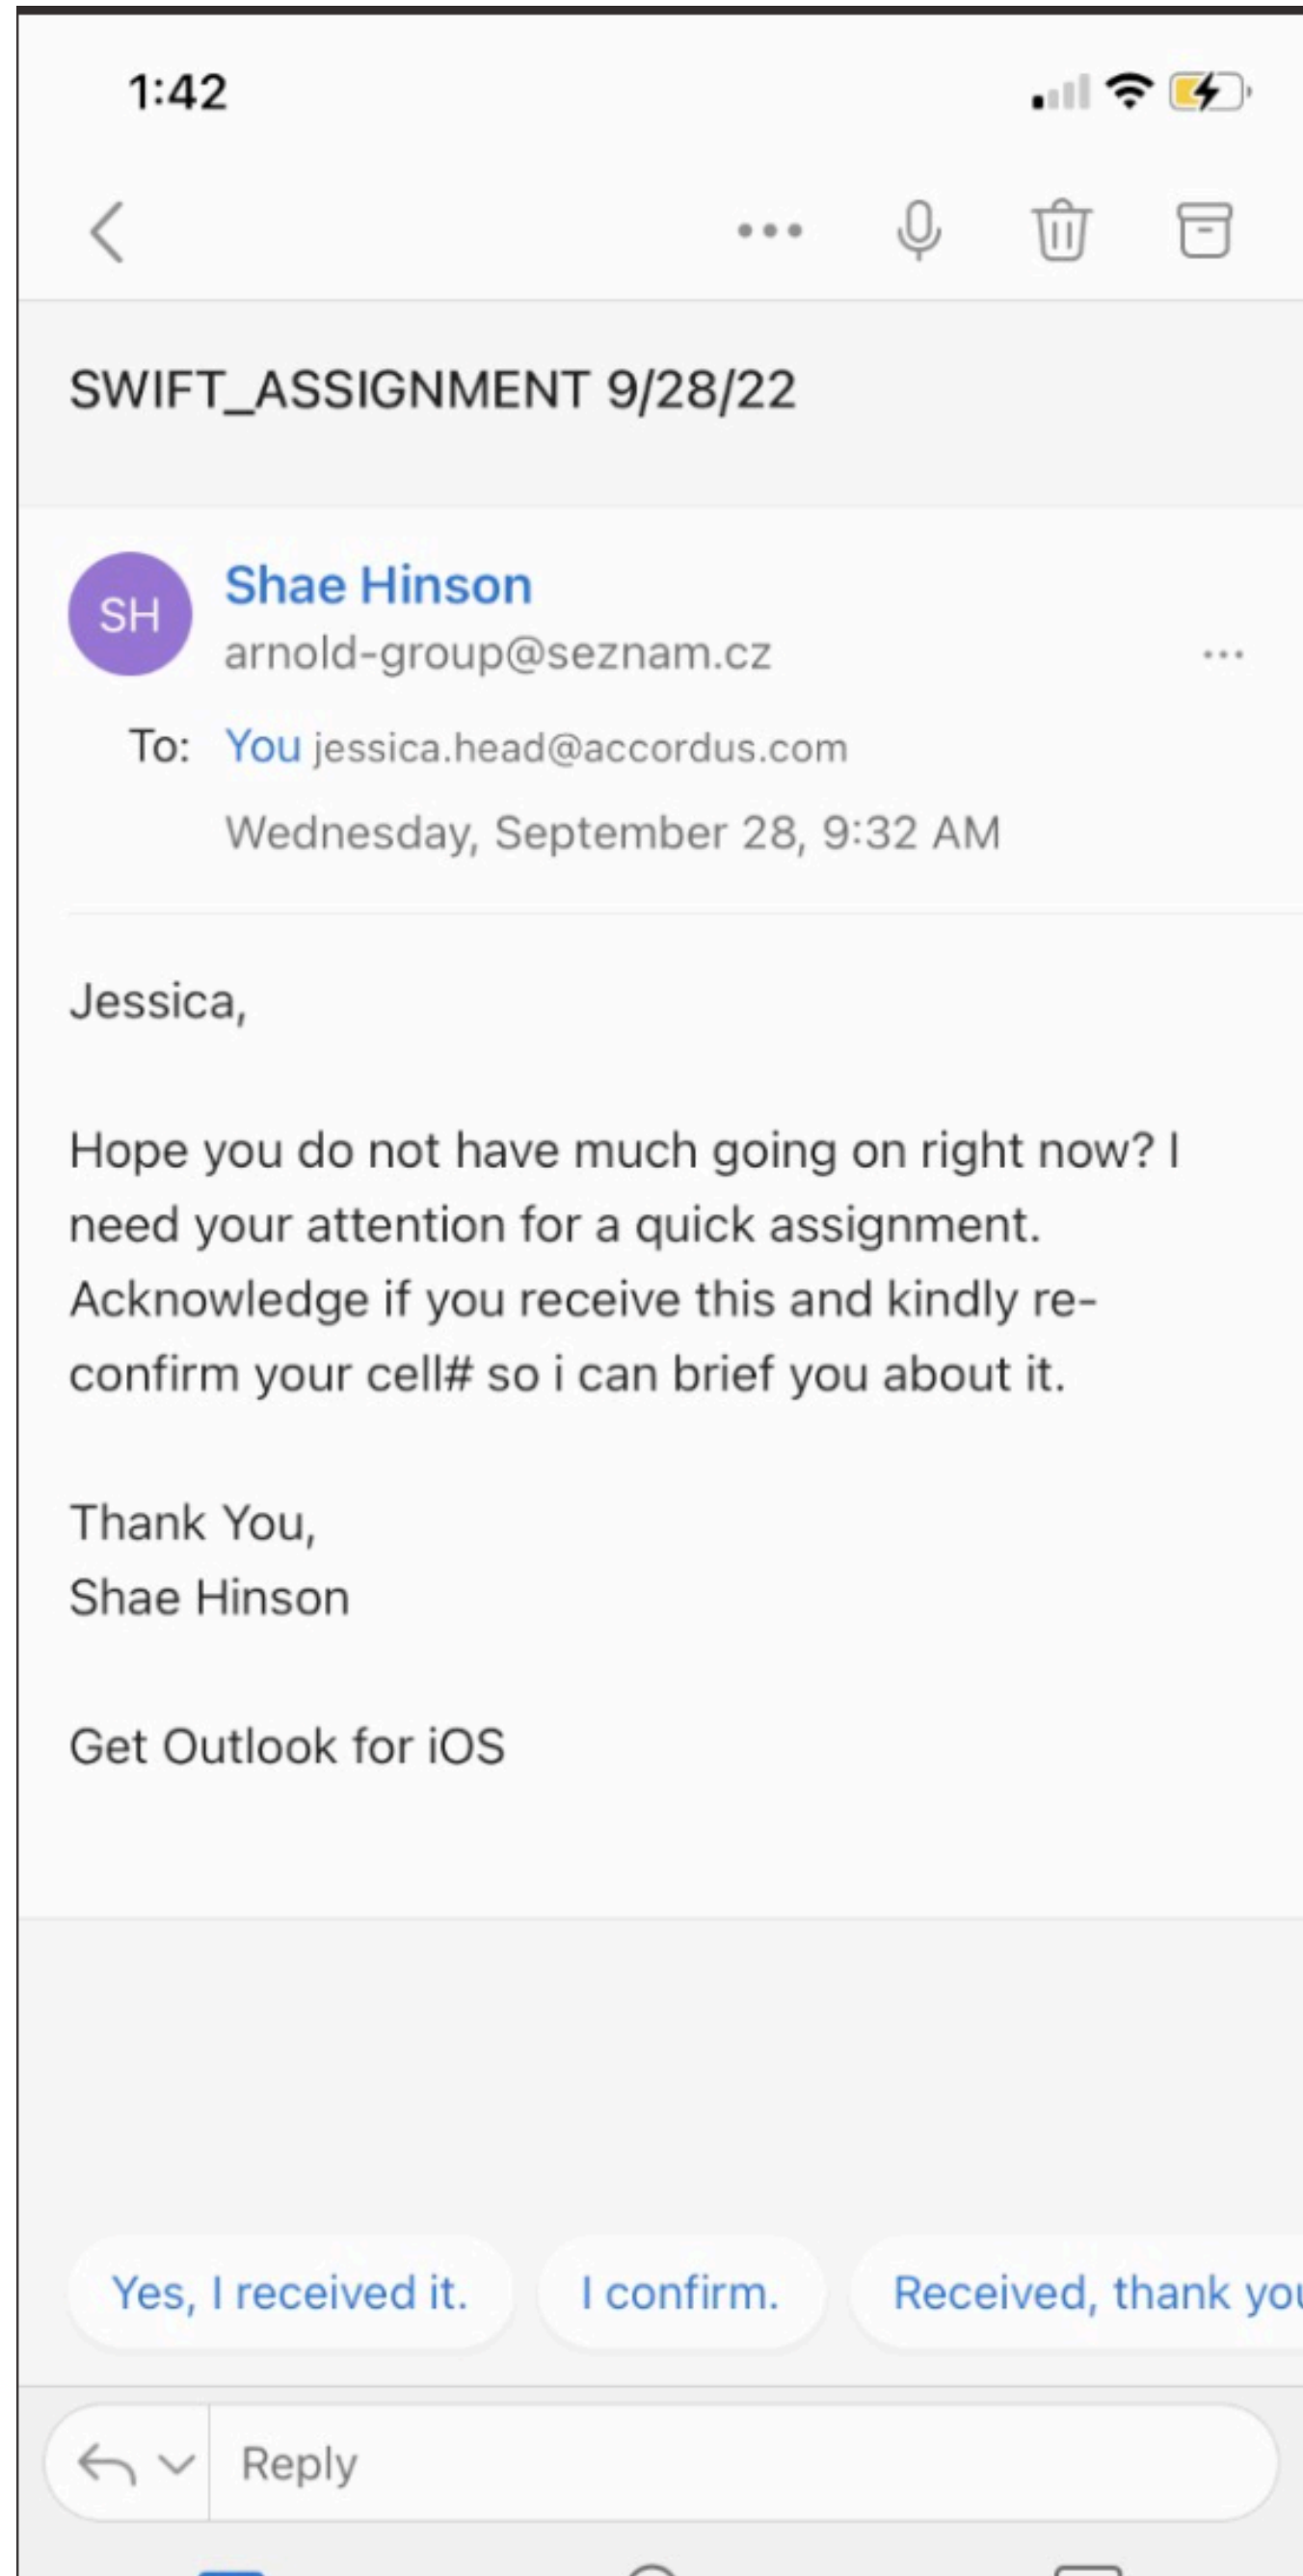 1:42
SWIFT_ASSIGNMENT 9/28/22
SH
Shae Hinson
arnold-group@seznam.cz
To: You jessica.head@accordus.com
Wednesday, September 28, 9:32 AM
Jessica,
Hope you do not have much going on right now? I
need your attention for a quick assignment.
Acknowledge if you receive this and kindly re-
confirm your cell# so i can brief you about it.
Thank You,
Shae Hinson
Get Outlook for iOS
Yes, I received it. I confirm. Received, thank you
Reply